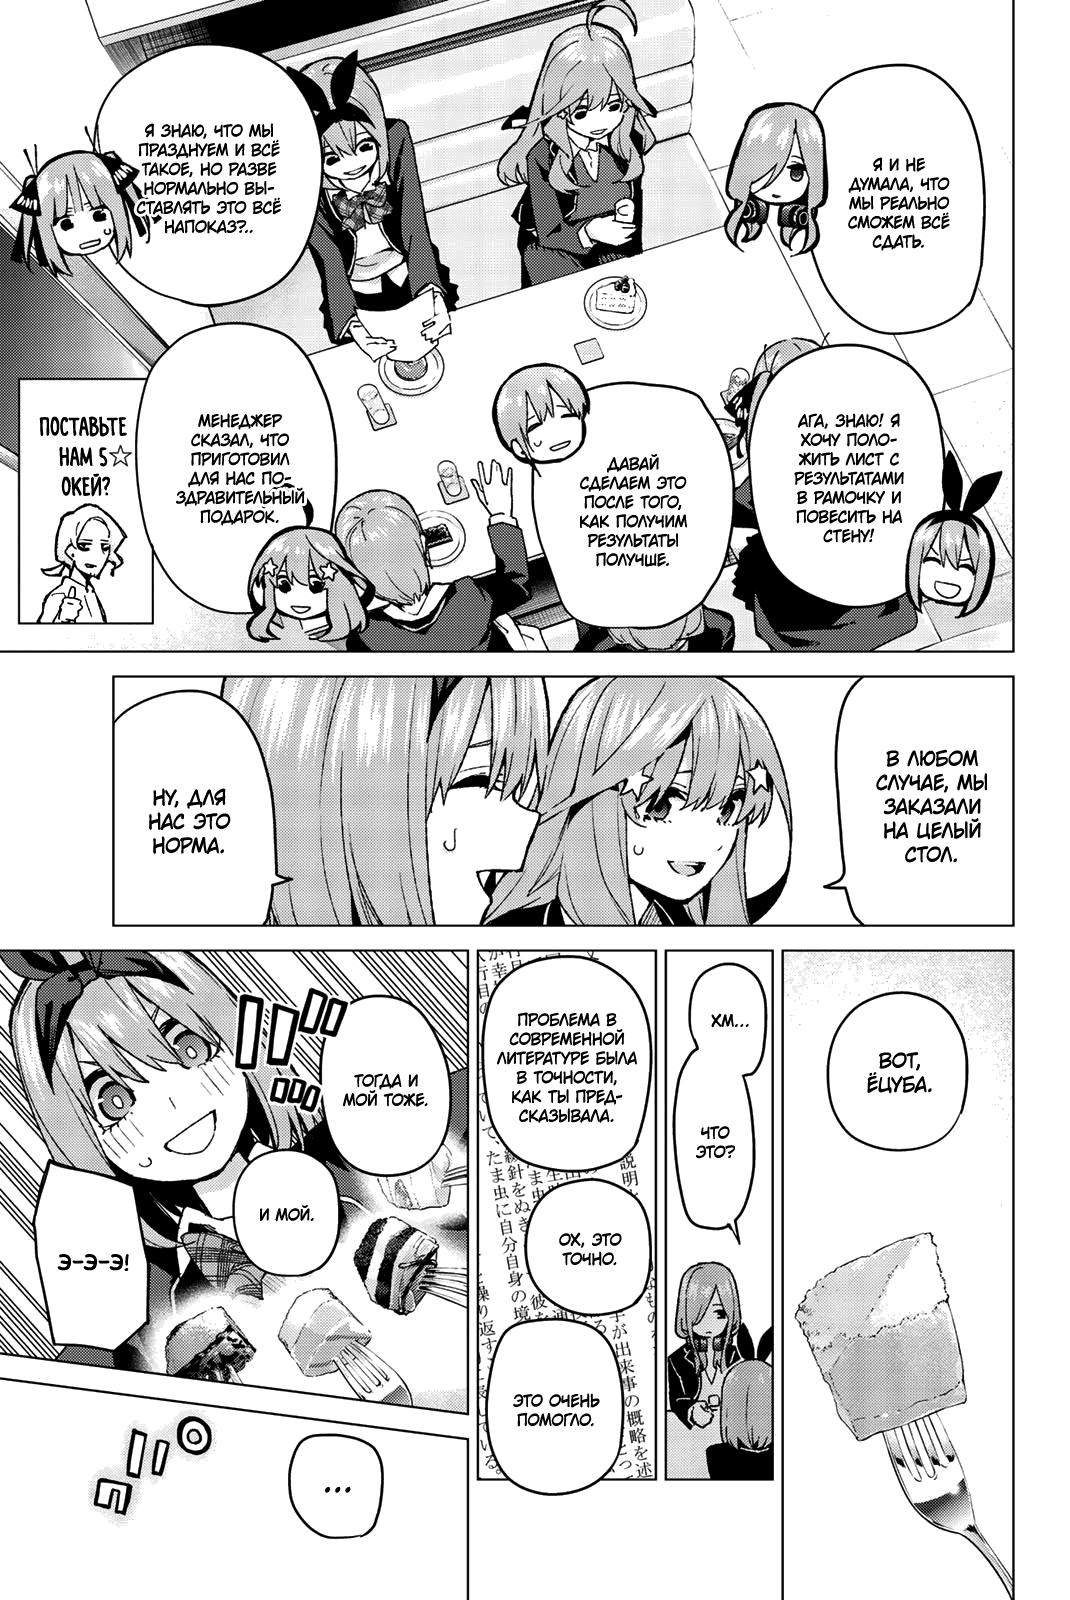 Я И НЕ
ДУМАЛА, ЧТО
МЫ РЕАЛЬНО
СМОЖЕМ ВСЁ
СДАТЬ.
Я ЗНАЮ, ЧТО МЫ
ПРАЗДНУЕМ И ВСЁ
ТАКОЕ, НО РАЗВЕ
НОРМАЛЬНО ВЫ-
СТАВЛЯТЬ ЭТО ВСЁ
НАПОКАЗ?..
АГА, ЗНАЮ! Я
ХОЧУ ПОЛО-
ЖИТЬ ЛИСТ С
РЕЗУЛЬТАТАМИ
В РАМОЧКУ И
ПОВЕСИТЬ НА
СТЕНУ!
ДАВАЙ
СДЕЛАЕМ ЭТО
ПОСЛЕ ТОГО,
КАК ПОЛУЧИМ
РЕЗУЛЬТАТЫ
ПОЛУЧШЕ.
МЕНЕДЖЕР
СКАЗАЛ, ЧТО
ПРИГОТОВИЛ
ДЛЯ НАС ПО-
ЗДРАВИТЕЛЬНЫЙ
ПОДАРОК.
ПОСТАВЬТЕ
НАМ 5☆
ОКЕЙ?
В ЛЮБОМ
СЛУЧАЕ, МЫ
ЗАКАЗАЛИ
НА ЦЕЛЫЙ
СТОЛ.
НУ, ДЛЯ
НАС ЭТО
НОРМА.
ВОТ,
ЁЦУБА.
ХМ...
ЧТО
ЭТО?
ПРОБЛЕМА В
СОВРЕМЕННОЙ
ЛИТЕРАТУРЕ БЫЛА
В ТОЧНОСТИ,
КАК ТЫ ПРЕД-
СКАЗЫВАЛА.
ОХ, ЭТО
ТОЧНО.
ЭТО ОЧЕНЬ
ПОМОГЛО.
ТОГДА И
МОЙ ТОЖЕ.
И МОЙ.
Э-Э-Э!
...